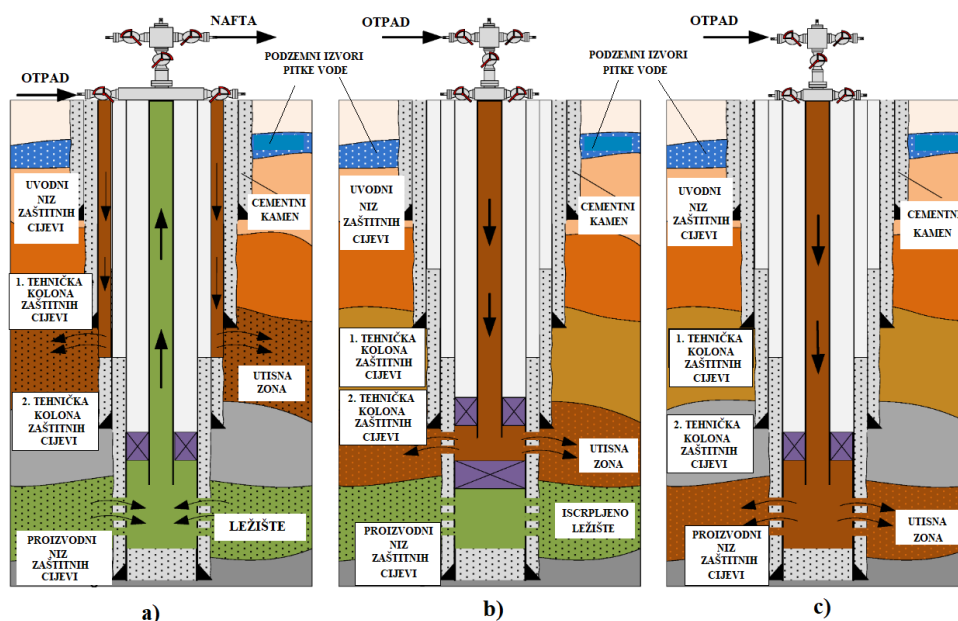 NAFTA
OTPAD
UVODNI
NIZ
ZAŠTITNIH
CIJEVI
CEMENTNI
KAMEN
1. TEHNIČKA
KOLONA
ZAŠTITNIH
CIJEVI
UTISNA
ZONA
2. TEHNIČKA
KOLONA
ZAŠTITNIH
CIJEVI
LEŽIŠTE
PROIZVODNI
NIZ
ZAŠTITNIH
CIJEVI
a)
OTPAD
PODZEMNI IZVORI
PITKE VODE
UVODNI
NIZ
ZAŠTITNIH
CIJEVI
CEMENTNI
KAMEN
1. TEHNIČKA
KOLONA
ZAŠTITNIH
CIJEVI
2. TEHNIČKA
KOLONA
ZAŠTITNIH
CIJEVI
UTISNA
ZONA
ISCRPLJENO
LEŽIŠTE
PROIZVODNI
NIZ
ZAŠTITNIH
CIJEVI
b)
OTPAD
PODZEMNI IZVORI
PITKE VODE
UVODNI
NIZ
ZAŠTITNIH
CIJEVI
CEMENTNI
KAMEN
1. TEHNIČKA
KOLONA
ZAŠTITNIH
CIJEVI
2. TEHNIČKA
KOLONA
ZAŠTITNIH
CIJEVI
PROIZVODNI
NIZ
ZAŠTITNIH
CIJEVI
UTISNA
ZONA
c)